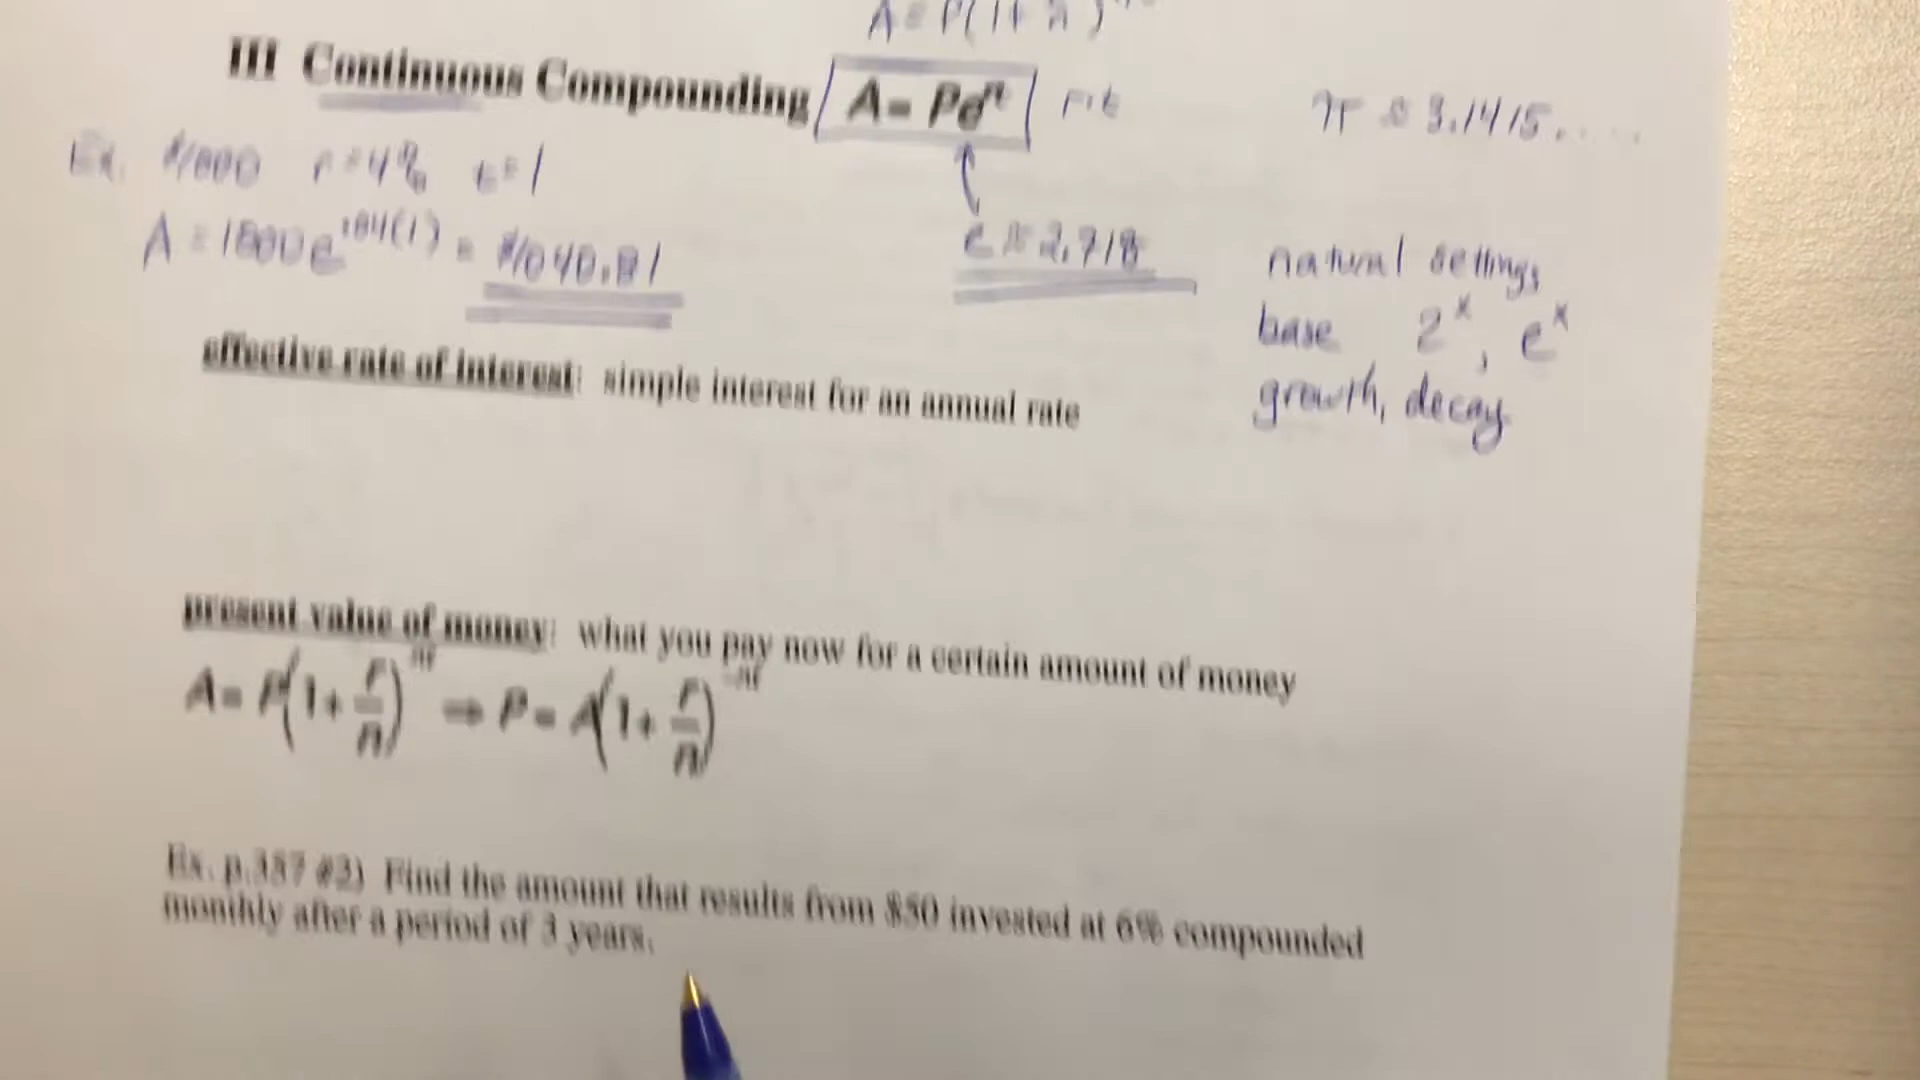 A = P(1 + r/n)
III Continuous Compounding A = Pe^rt r·t
π ≈ 3.1415.....
Ex. $1000 r = 4% t = 1
A = 1000e^.04(1) = $1040.81
e ≈ 2.718
natural settings
base 2^x, e^x
growth, decay
effective rate of interest: simple interest for an annual rate
present value of money: what you pay now for a certain amount of money
A = P(1 + r/n)^nt ⇒ P = A(1 + r/n)^-nt
Ex. p.337 #2) Find the amount that results from $50 invested at 6% compounded
monthly after a period of 3 years.